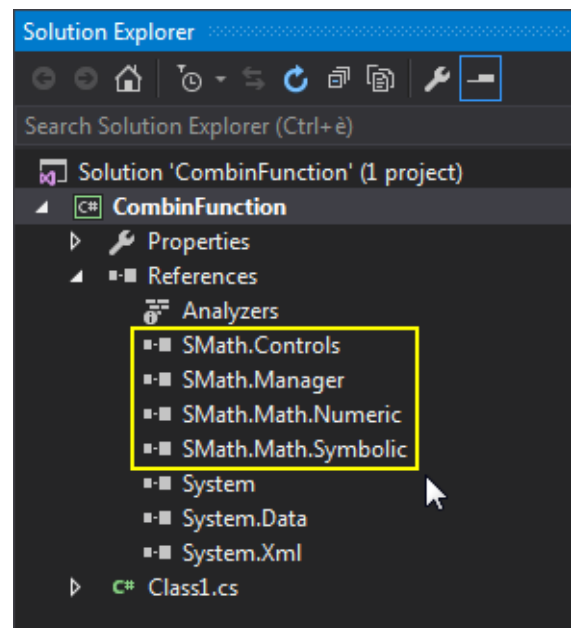 Solution Explorer
Search Solution Explorer (Ctrl+è)
Solution 'CombinFunction' (1 project)
C# CombinFunction
Properties
References
Analyzers
SMath.Controls
SMath.Manager
SMath.Math.Numeric
SMath.Math.Symbolic
System
System.Data
System.Xml
C# Class1.cs